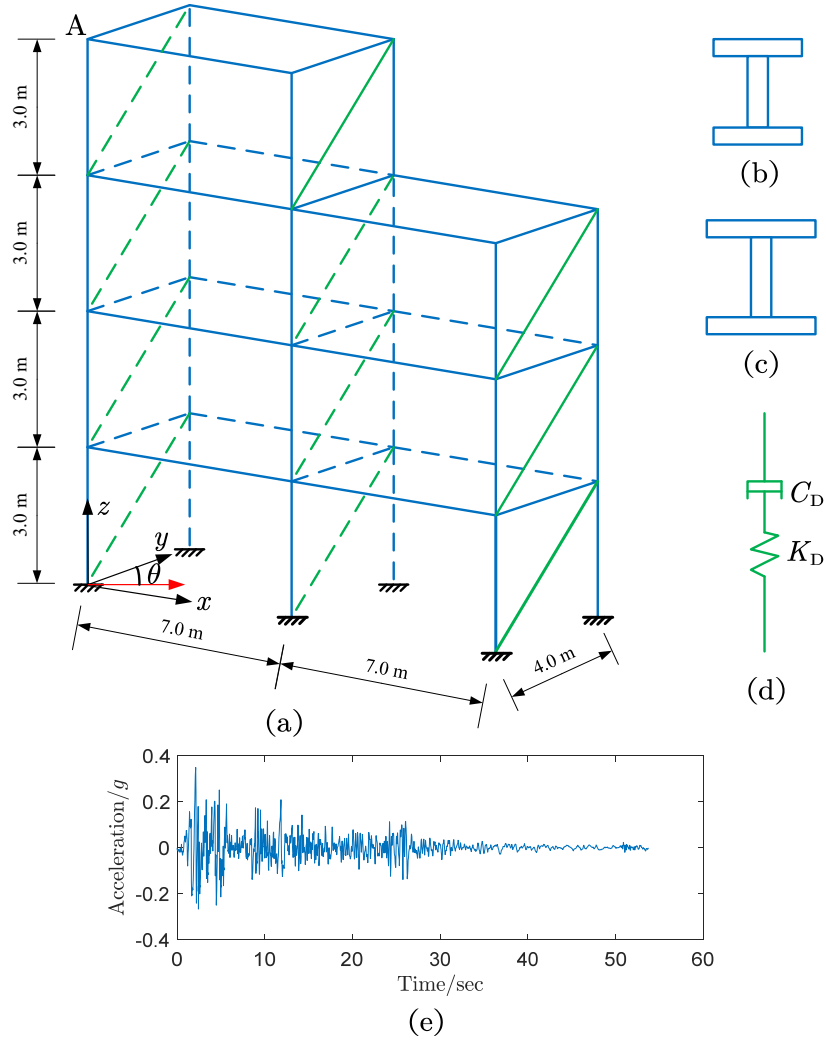 A
3.0 m
3.0 m
3.0 m
3.0 m
z
y
θ
x
7.0 m
7.0 m
4.0 m
(a)
(b)
(c)
C_D
K_D
(d)
Acceleration/g
0.4
0.2
0
-0.2
-0.4
0 10 20 30 40 50 60
Time/sec
(e)